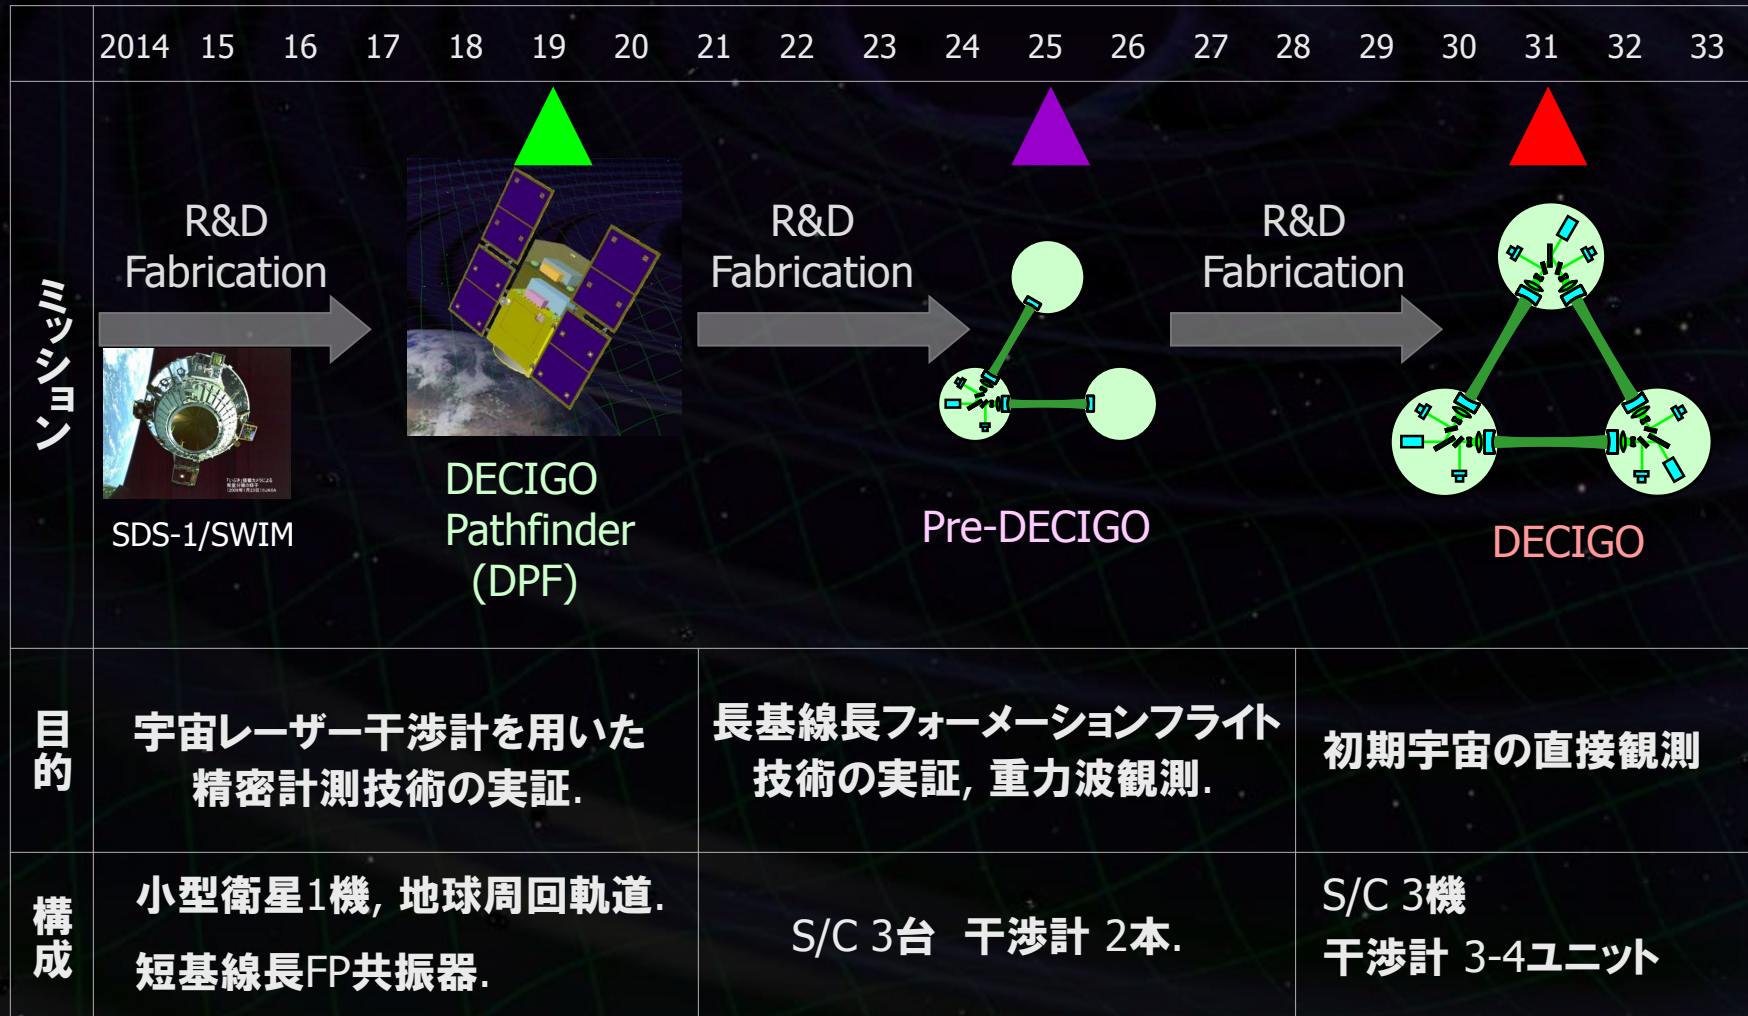 2014 15 16 17 18 19 20 21 22 23 24 25 26 27 28 29 30 31 32 33
ミッション
R&D
Fabrication
SDS-1/SWIM
DECIGO
Pathfinder
(DPF)
R&D
Fabrication
Pre-DECIGO
R&D
Fabrication
DECIGO
目的
宇宙レーザー干渉計を用いた
精密計測技術の実証.
長基線長フォーメーションフライト
技術の実証, 重力波観測.
初期宇宙の直接観測
構成
小型衛星1機, 地球周回軌道.
短基線長FP共振器.
S/C 3台 干渉計 2本.
S/C 3機
干渉計 3-4ユニット